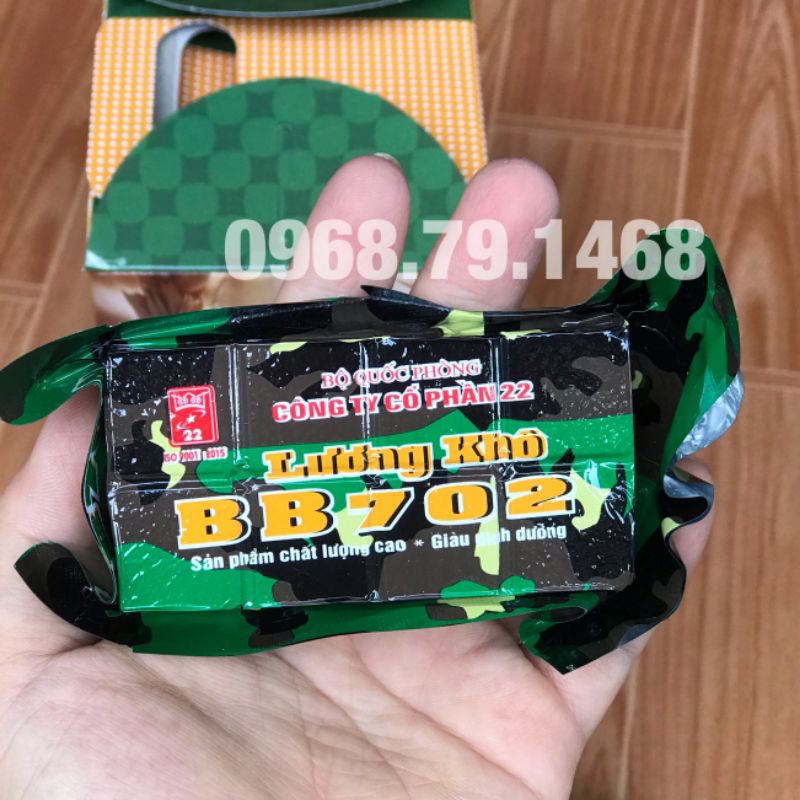 0968.79.1468
BỘ QUỐC PHÒNG
CÔNG TY CỔ PHẦN 22
22
ISO 9001 : 2015
Lương Khô
BB702
Sản phẩm chất lượng cao * Giàu dinh dưỡng